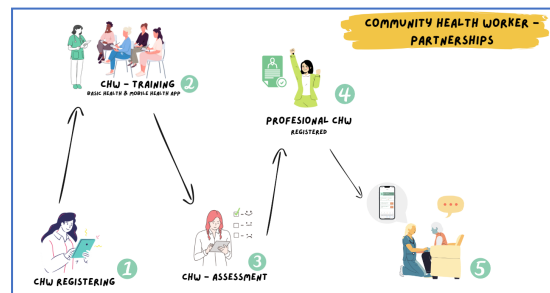 COMMUNITY HEALTH WORKER –
PARTNERSHIPS
2
CHW – TRAINING
BASIC HEALTH & MOBILE HEALTH APP
4
PROFESIONAL CHW
REGISTERED
1
CHW REGISTERING
3
CHW – ASSESSMENT
5